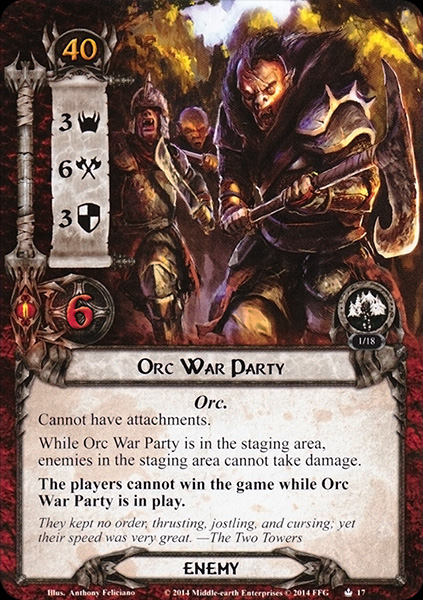 40
3
6
3
6
1/18
Orc War Party
Orc.
Cannot have attachments.
While Orc War Party is in the staging area,
enemies in the staging area cannot take damage.
The players cannot win the game while Orc
War Party is in play.
They kept no order, thrusting, jostling, and cursing; yet
their speed was very great. —The Two Towers
ENEMY
Illus. Anthony Feliciano © 2014 Middle-earth Enterprises © 2014 FFG 17